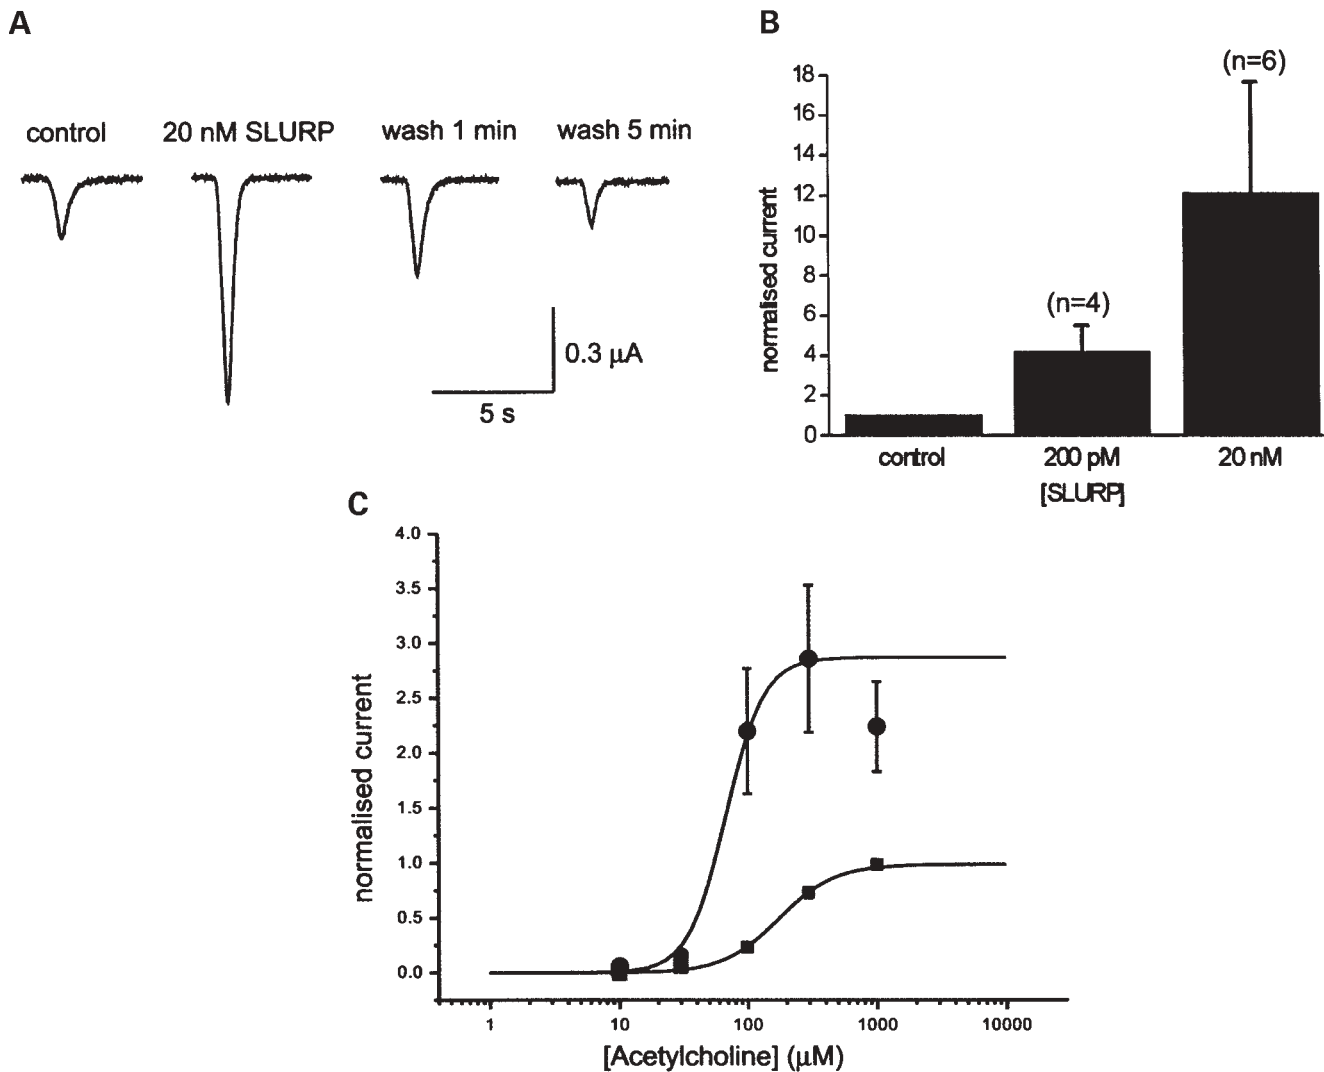 A
control
20 nM SLURP
wash 1 min
wash 5 min
0.3 μA
5 s
B
normalised current
18
16
14
12
10
8
6
4
2
0
(n=4)
(n=6)
control
200 pM
20 nM
[SLURP]
C
normalised current
4.0
3.5
3.0
2.5
2.0
1.5
1.0
0.5
0.0
1
10
100
1000
10000
[Acetylcholine] (μM)